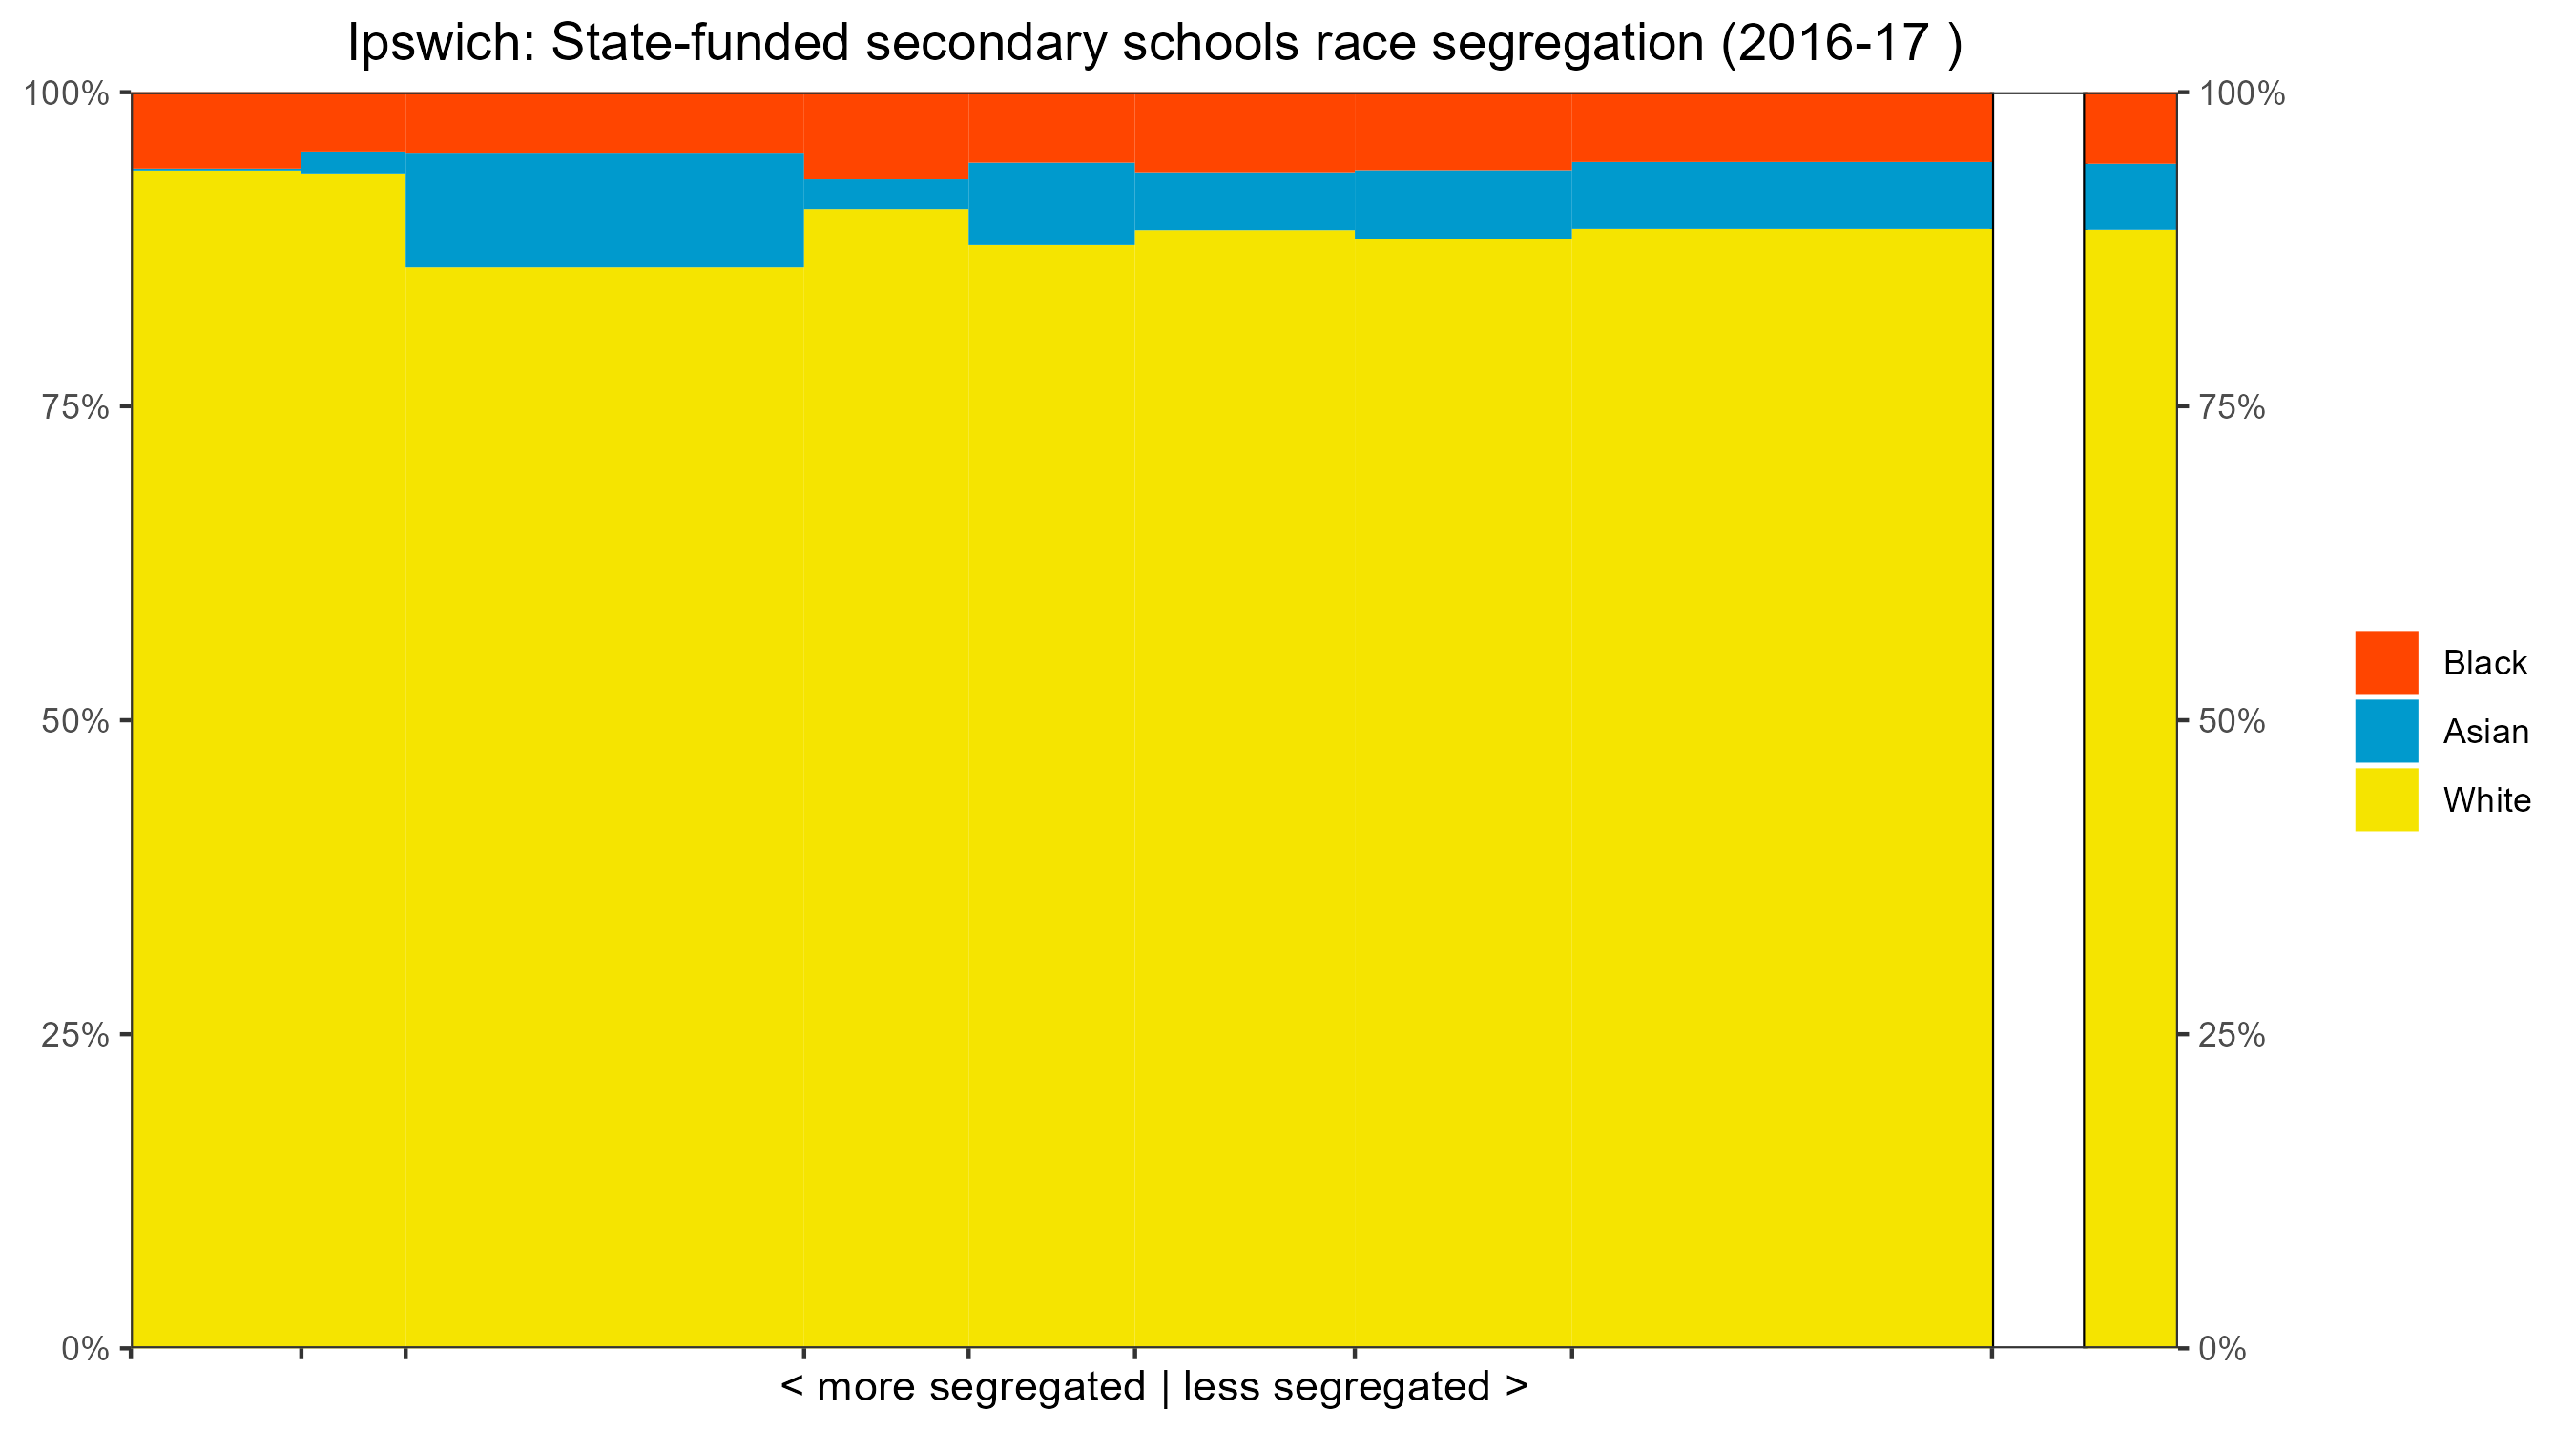 Ipswich: State-funded secondary schools race segregation (2016-17 )
100%
100%
75%
75%
50%
50%
25%
25%
0%
0%
Black
Asian
White
< more segregated | less segregated >